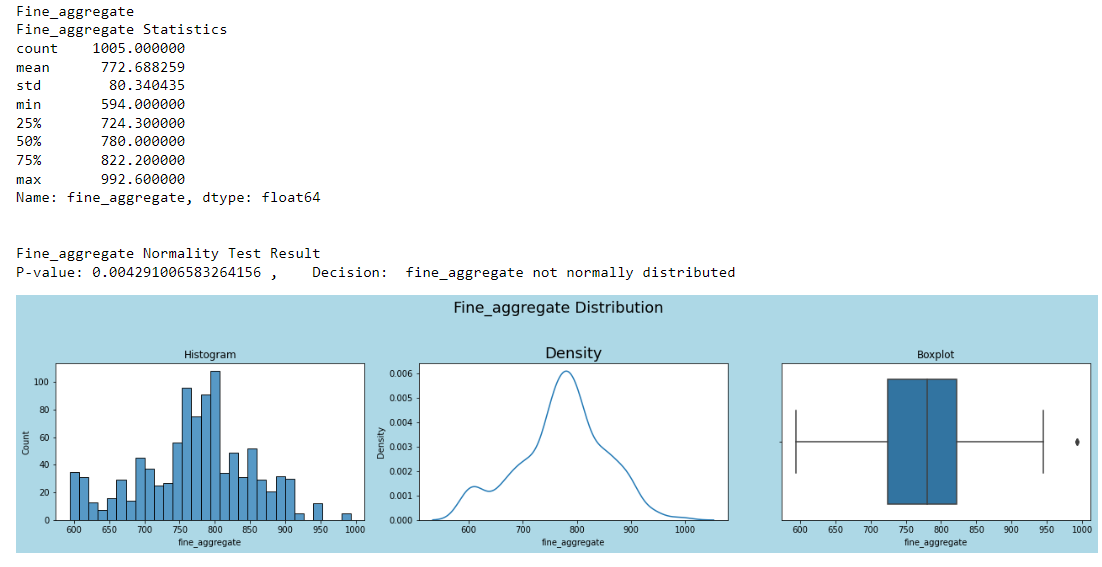 Fine_aggregate
Fine_aggregate Statistics
count    1005.000000
mean      772.688259
std        80.340435
min       594.000000
25%       724.300000
50%       780.000000
75%       822.200000
max       992.600000
Name: fine_aggregate, dtype: float64
Fine_aggregate Normality Test Result
P-value: 0.004291006583264156 ,    Decision:  fine_aggregate not normally distributed
Fine_aggregate Distribution
Histogram
100
80
60
40
20
0
Count
600 650 700 750 800 850 900 950 1000
fine_aggregate
Density
0.006
0.005
0.004
0.003
0.002
0.001
0.000
Density
600 700 800 900 1000
fine_aggregate
Boxplot
600 650 700 750 800 850 900 950 1000
fine_aggregate